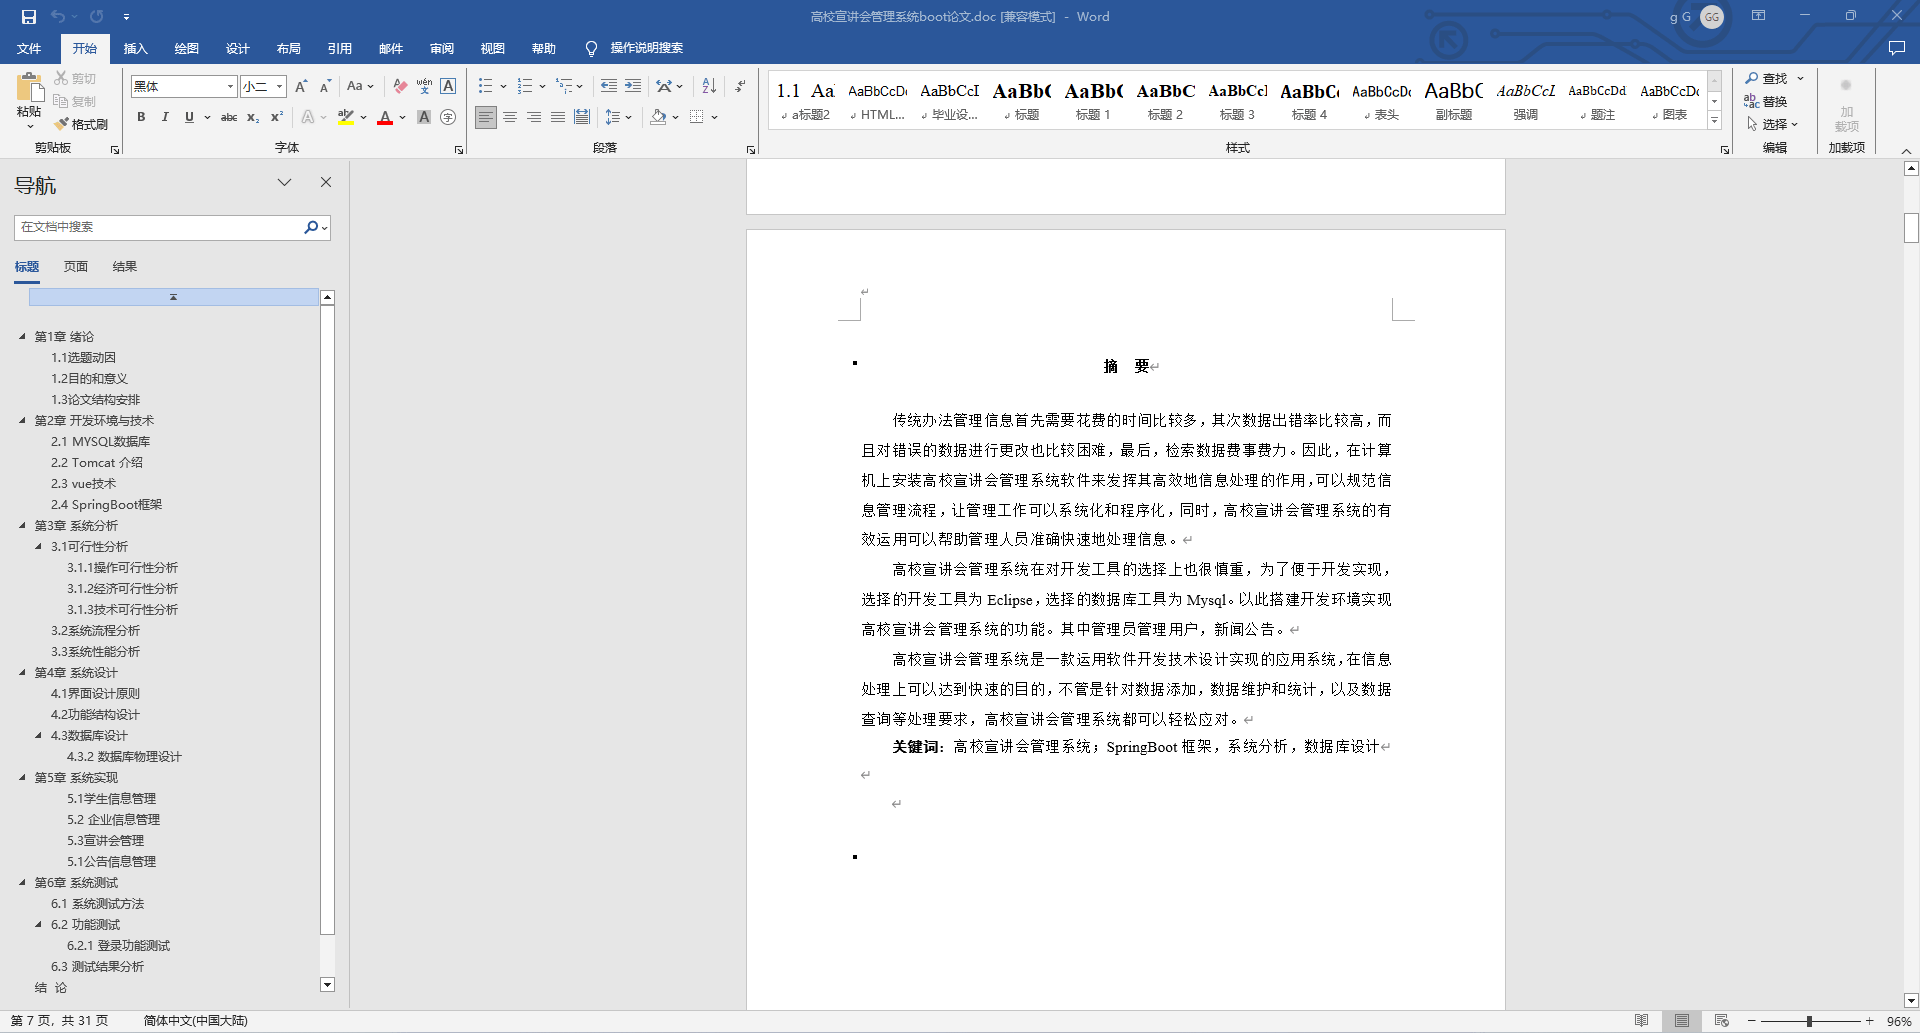 高校宣讲会管理系统boot论文.doc [兼容模式] - Word
g G
GG
文件 开始 插入 绘图 设计 布局 引用 邮件 审阅 视图 帮助 操作说明搜索
粘贴
剪切
复制
格式刷
剪贴板
黑体 小二
字体
段落
1.1 Aa AaBbCcDc AaBbCcI AaBb( AaBb( AaBbC AaBbCcI AaBbC( AaBbCcDc AaBbC AaBbCcL AaBbCcDd AaBbCcDc
a标题2 HTML... 毕业设... 标题 标题 1 标题 2 标题 3 标题 4 表头 副标题 强调 题注 图表
样式
查找
替换
选择
编辑
加
载项
加载项
导航
在文档中搜索
标题 页面 结果
第1章 绪论
1.1选题动因
1.2目的和意义
1.3论文结构安排
第2章 开发环境与技术
2.1 MYSQL数据库
2.2 Tomcat 介绍
2.3 vue技术
2.4 SpringBoot框架
第3章 系统分析
3.1可行性分析
3.1.1操作可行性分析
3.1.2经济可行性分析
3.1.3技术可行性分析
3.2系统流程分析
3.3系统性能分析
第4章 系统设计
4.1界面设计原则
4.2功能结构设计
4.3数据库设计
4.3.2 数据库物理设计
第5章 系统实现
5.1学生信息管理
5.2 企业信息管理
5.3宣讲会管理
5.1公告信息管理
第6章 系统测试
6.1 系统测试方法
6.2 功能测试
6.2.1 登录功能测试
6.3 测试结果分析
结 论
摘 要
传统办法管理信息首先需要花费的时间比较多，其次数据出错率比较高，而
且对错误的数据进行更改也比较困难，最后，检索数据费事费力。因此，在计算
机上安装高校宣讲会管理系统软件来发挥其高效地信息处理的作用，可以规范信
息管理流程，让管理工作可以系统化和程序化，同时，高校宣讲会管理系统的有
效运用可以帮助管理人员准确快速地处理信息。
高校宣讲会管理系统在对开发工具的选择上也很慎重，为了便于开发实现，
选择的开发工具为 Eclipse，选择的数据库工具为 Mysql。以此搭建开发环境实现
高校宣讲会管理系统的功能。其中管理员管理用户，新闻公告。
高校宣讲会管理系统是一款运用软件开发技术设计实现的应用系统，在信息
处理上可以达到快速的目的，不管是针对数据添加，数据维护和统计，以及数据
查询等处理要求，高校宣讲会管理系统都可以轻松应对。
关键词：高校宣讲会管理系统；SpringBoot 框架，系统分析，数据库设计
第 7 页，共 31 页 简体中文(中国大陆)
96%